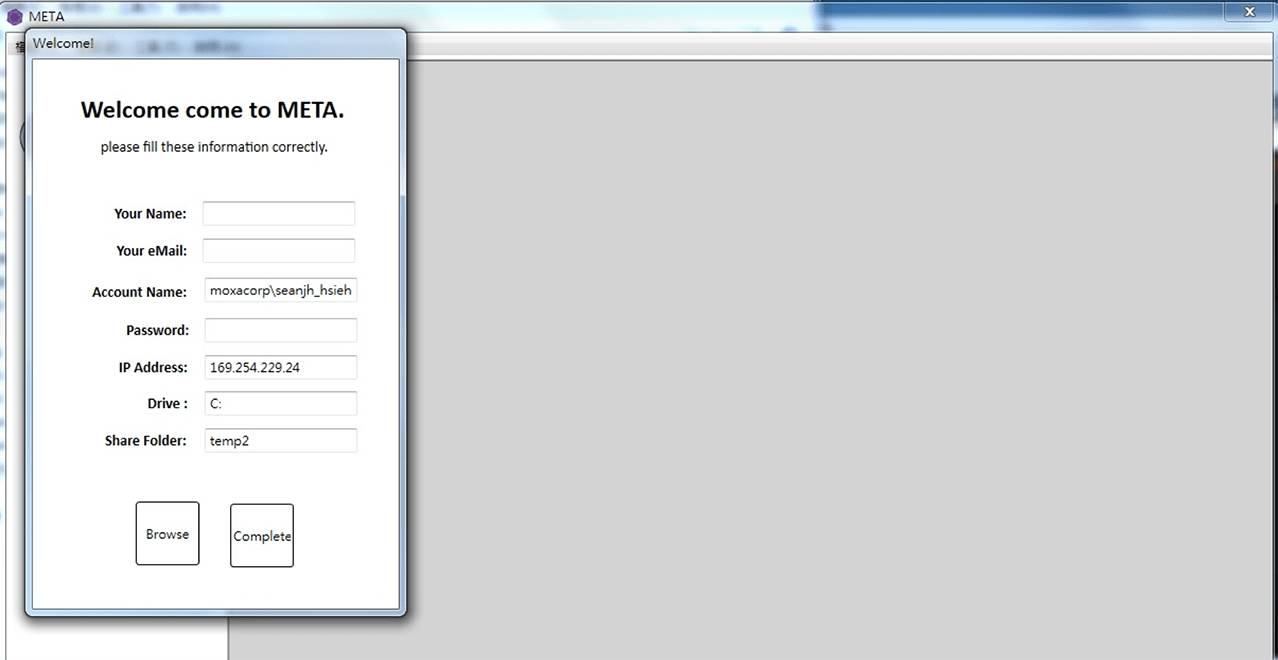 META
Welcome!
Welcome come to META.
please fill these information correctly.
Your Name:
Your eMail:
Account Name: moxacorp\seanjh_hsieh
Password:
IP Address: 169.254.229.24
Drive : C:
Share Folder: temp2
Browse Complete